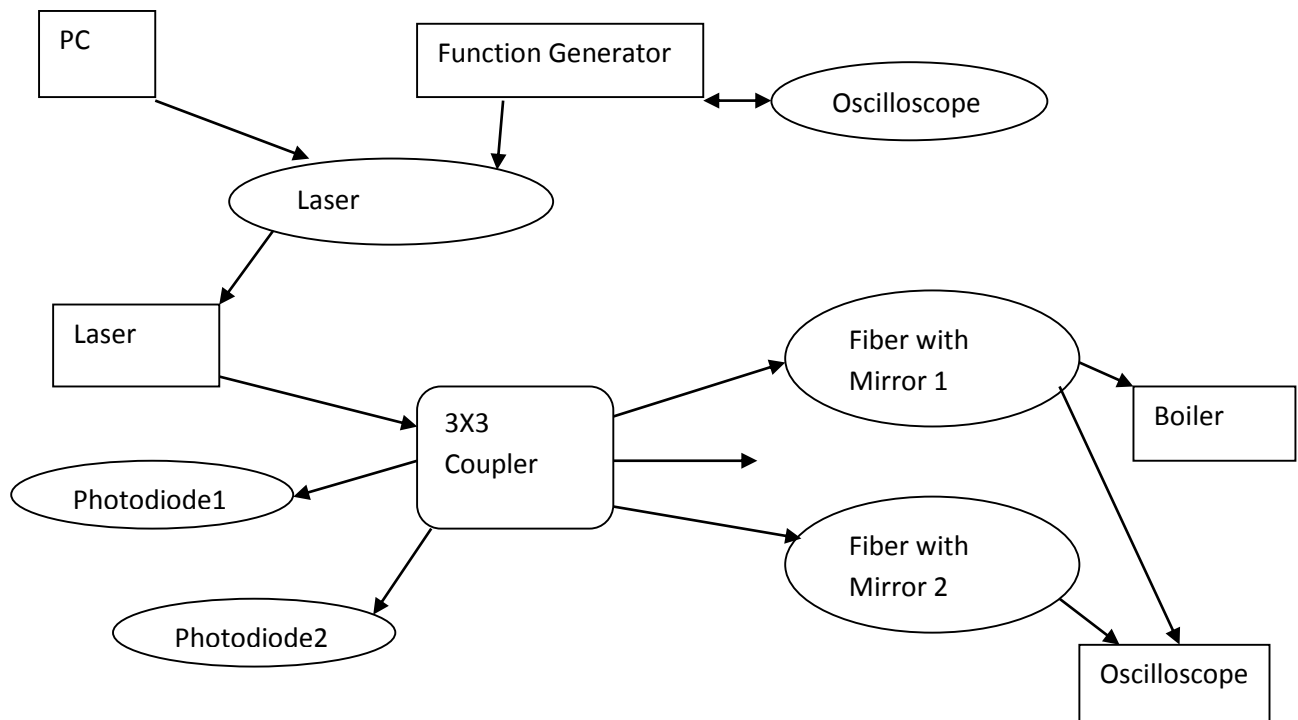 PC
Function Generator
Oscilloscope
Laser
Laser
Fiber with
Mirror 1
Boiler
3X3
Coupler
Photodiode1
Fiber with
Mirror 2
Photodiode2
Oscilloscope